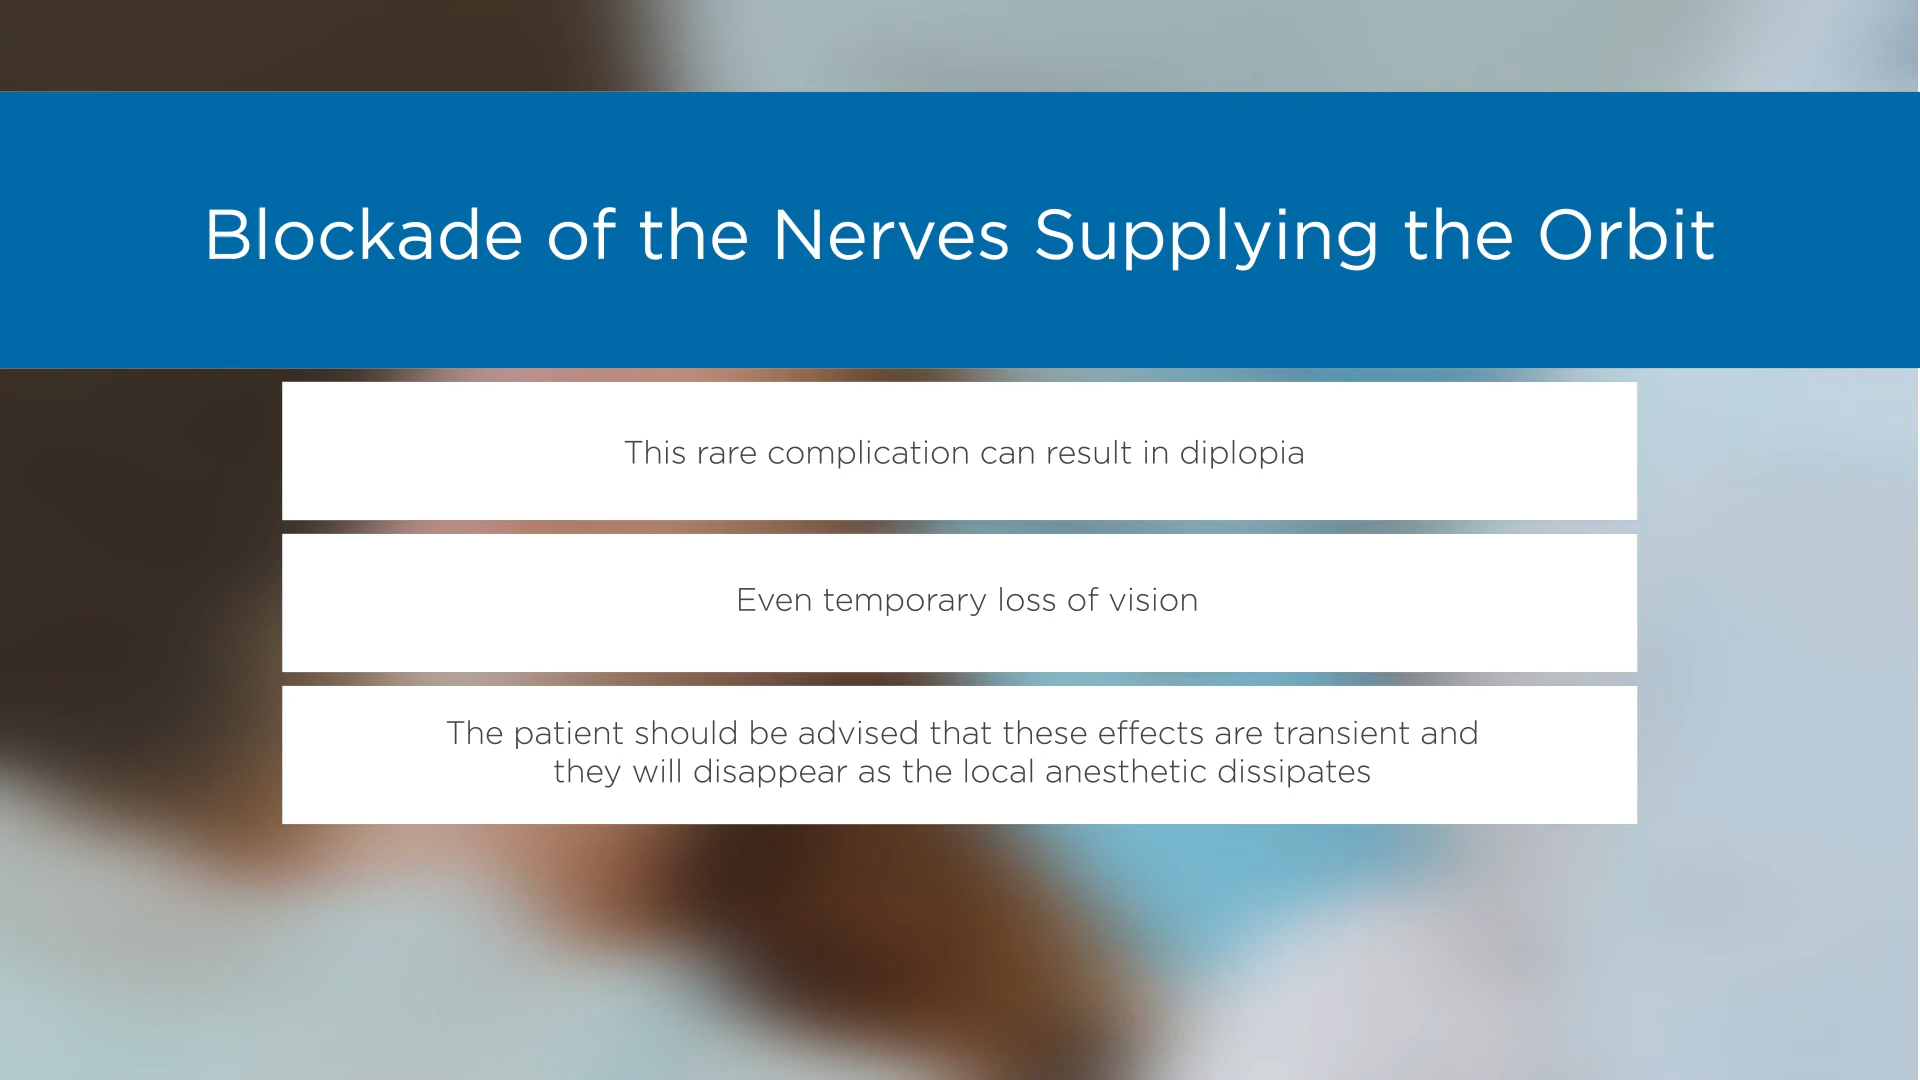 Blockade of the Nerves Supplying the Orbit
This rare complication can result in diplopia
Even temporary loss of vision
The patient should be advised that these effects are transient and
they will disappear as the local anesthetic dissipates